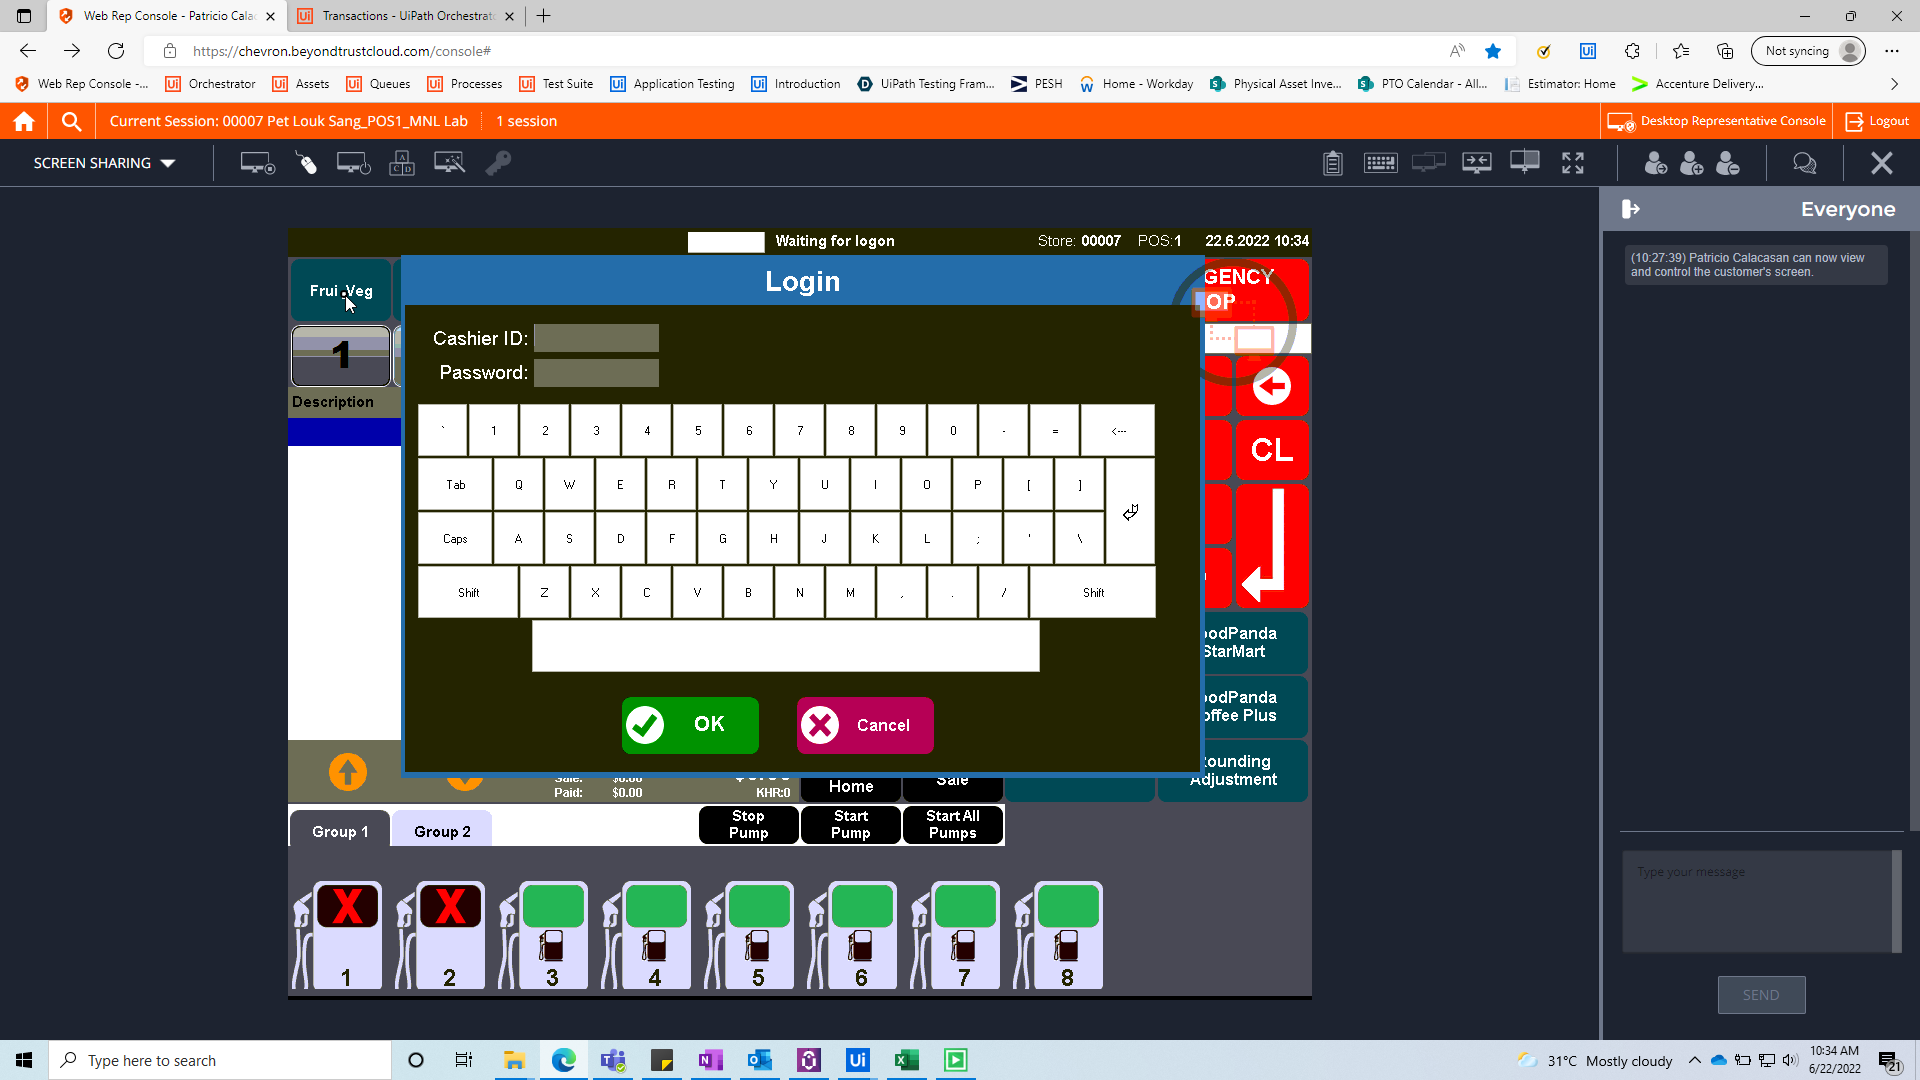 Web Rep Console - Patricio Cala
Transactions - UiPath Orchestrat
https://chevron.beyondtrustcloud.com/console#
Not syncing
Web Rep Console -...
Orchestrator
Assets
Queues
Processes
Test Suite
Application Testing
Introduction
UiPath Testing Fram...
PESH
Home - Workday
Physical Asset Inve...
PTO Calendar - All...
Estimator: Home
Accenture Delivery...
Current Session: 00007 Pet Louk Sang_POS1_MNL Lab
1 session
Desktop Representative Console
Logout
SCREEN SHARING
Everyone
(10:27:39) Patricio Calacasan can now view
and control the customer's screen.
Waiting for logon
Store: 00007
POS:1
22.6.2022 10:34
Veg
Login
GENCY
OP
Cashier ID:
Password:
1
Description
CL
` 1 2 3 4 5 6 7 8 9 0 - = <---
Tab Q W E R T Y U I O P [ ]
Caps A S D F G H J K L ; ' \
Shift Z X C V B N M , . / Shift
OK
Cancel
oodPanda
StarMart
oodPanda
offee Plus
ounding
Adjustment
Sale: $0.00
Paid: $0.00
KHR:0
Home
Sale
Group 1
Group 2
Stop
Pump
Start
Pump
Start All
Pumps
X X
1 2 3 4 5 6 7 8
Type your message
SEND
Type here to search
31°C Mostly cloudy
10:34 AM
6/22/2022
21